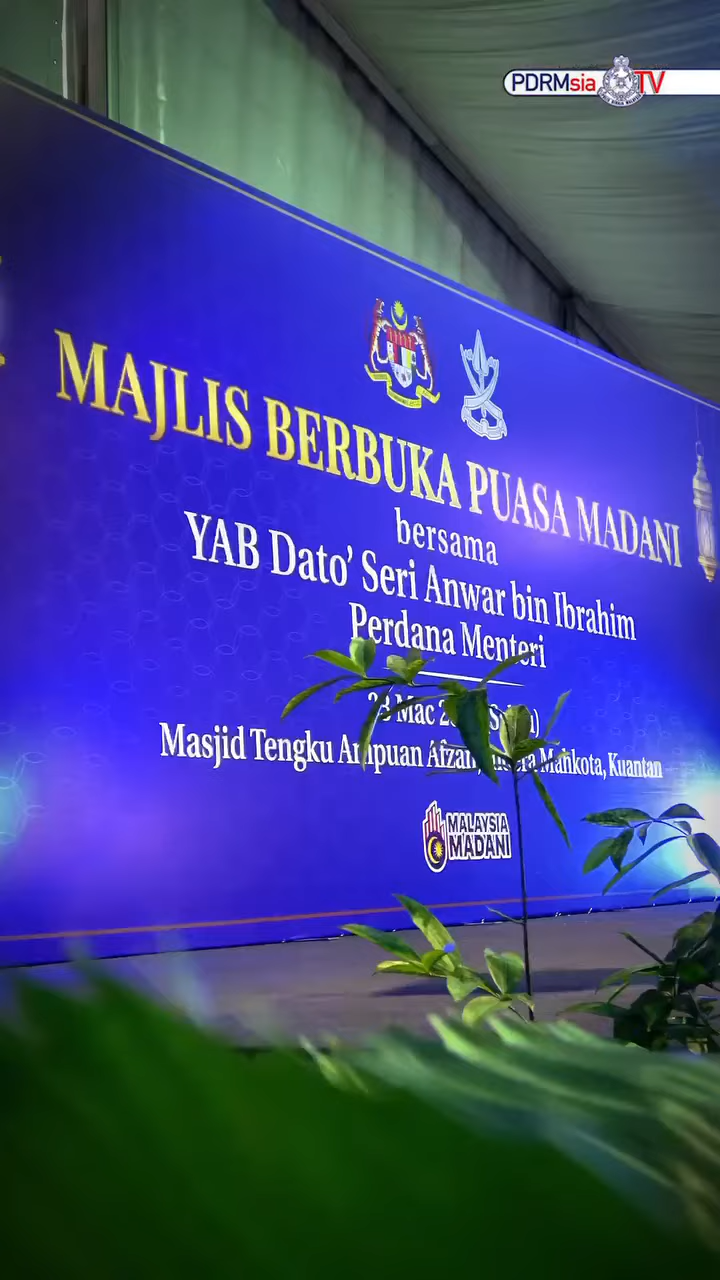 PDRMsia TV
MAJLIS BERBUKA PUASA MADANI
bersama
YAB Dato' Seri Anwar bin Ibrahim
Perdana Menteri
Mac
Masjid Tengku Ampuan Afzan, Mahkota, Kuantan
MALAYSIA
MADANI